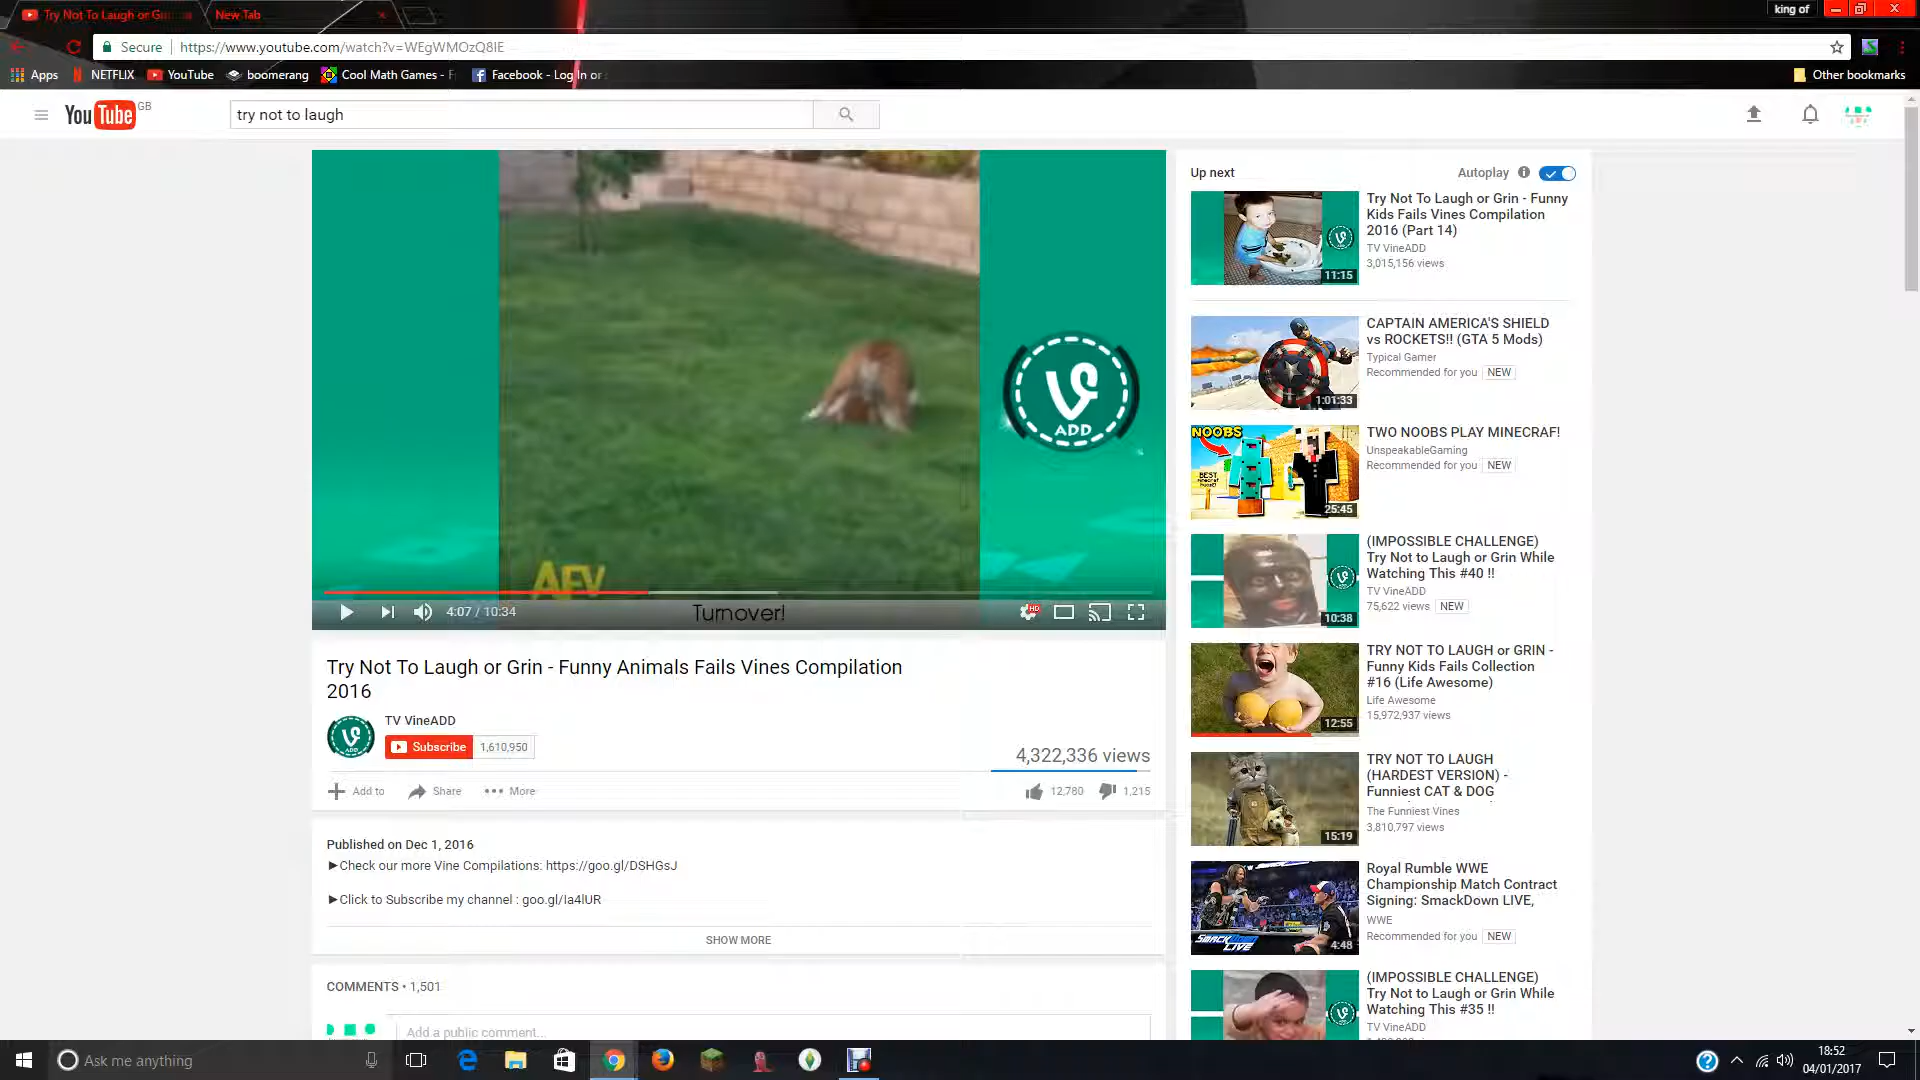 Try Not To Laugh or Gri
New Tab
king of
Secure
https://www.youtube.com/watch?v=WEgWMOzQ8lE
Apps
NETFLIX
YouTube
boomerang
Cool Math Games - F
Facebook - Log In or
Other bookmarks
YouTube GB
try not to laugh
AFV
Turnover!
ADD
4:07 / 10:34
HD
Try Not To Laugh or Grin - Funny Animals Fails Vines Compilation
2016
TV VineADD
Subscribe
1,610,950
4,322,336 views
Add to
Share
More
12,780
1,215
Published on Dec 1, 2016
►Check our more Vine Compilations: https://goo.gl/DSHGsJ
►Click to Subscribe my channel : goo.gl/Ia4lUR
SHOW MORE
COMMENTS • 1,501
Add a public comment...
Up next
Autoplay
11:15
Try Not To Laugh or Grin - Funny
Kids Fails Vines Compilation
2016 (Part 14)
TV VineADD
3,015,156 views
1:01:33
CAPTAIN AMERICA'S SHIELD
vs ROCKETS!! (GTA 5 Mods)
Typical Gamer
Recommended for you NEW
NOOBS
25:45
TWO NOOBS PLAY MINECRAF!
UnspeakableGaming
Recommended for you NEW
10:38
(IMPOSSIBLE CHALLENGE)
Try Not to Laugh or Grin While
Watching This #40 !!
TV VineADD
75,622 views NEW
12:55
TRY NOT TO LAUGH or GRIN -
Funny Kids Fails Collection
#16 (Life Awesome)
Life Awesome
15,972,937 views
15:19
TRY NOT TO LAUGH
(HARDEST VERSION) -
Funniest CAT & DOG
The Funniest Vines
3,810,797 views
SMACKDOWN
LIVE
4:48
Royal Rumble WWE
Championship Match Contract
Signing: SmackDown LIVE,
WWE
Recommended for you NEW
(IMPOSSIBLE CHALLENGE)
Try Not to Laugh or Grin While
Watching This #35 !!
TV VineADD
Ask me anything
18:52
04/01/2017